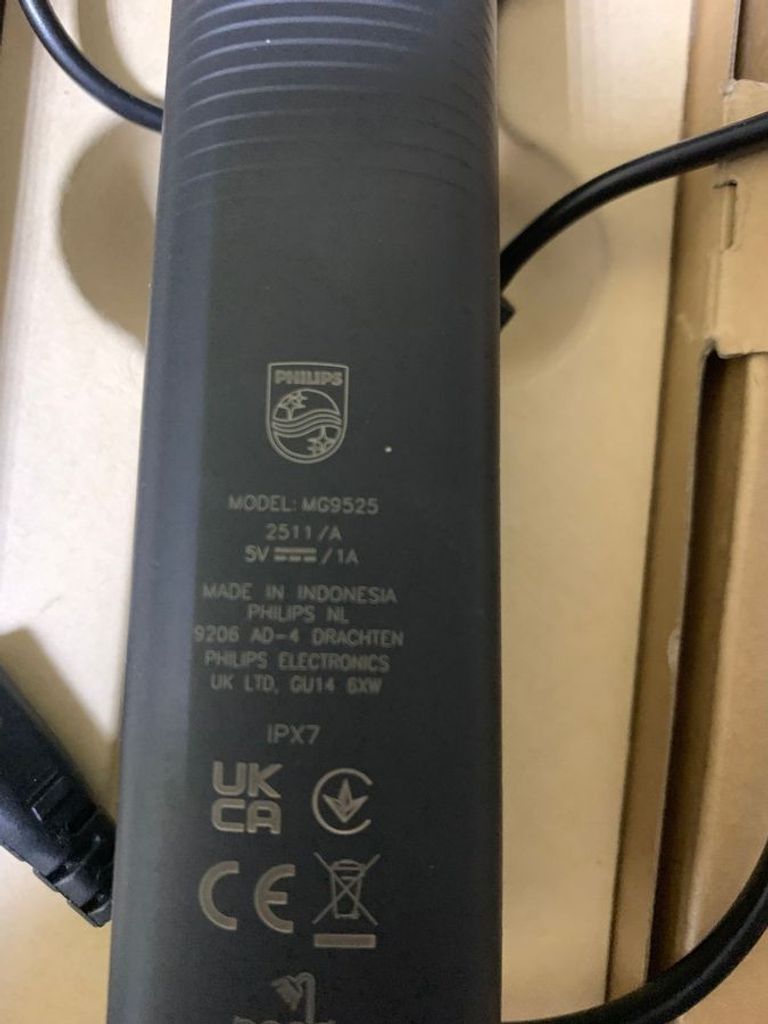 PHILIPS
MODEL: MG9525
2511/A
5V ⎓ /1A
MADE IN INDONESIA
PHILIPS NL
9206 AD-4 DRACHTEN
PHILIPS ELECTRONICS
UK LTD, GU14 6XW
IPX7
UK
CA
CE